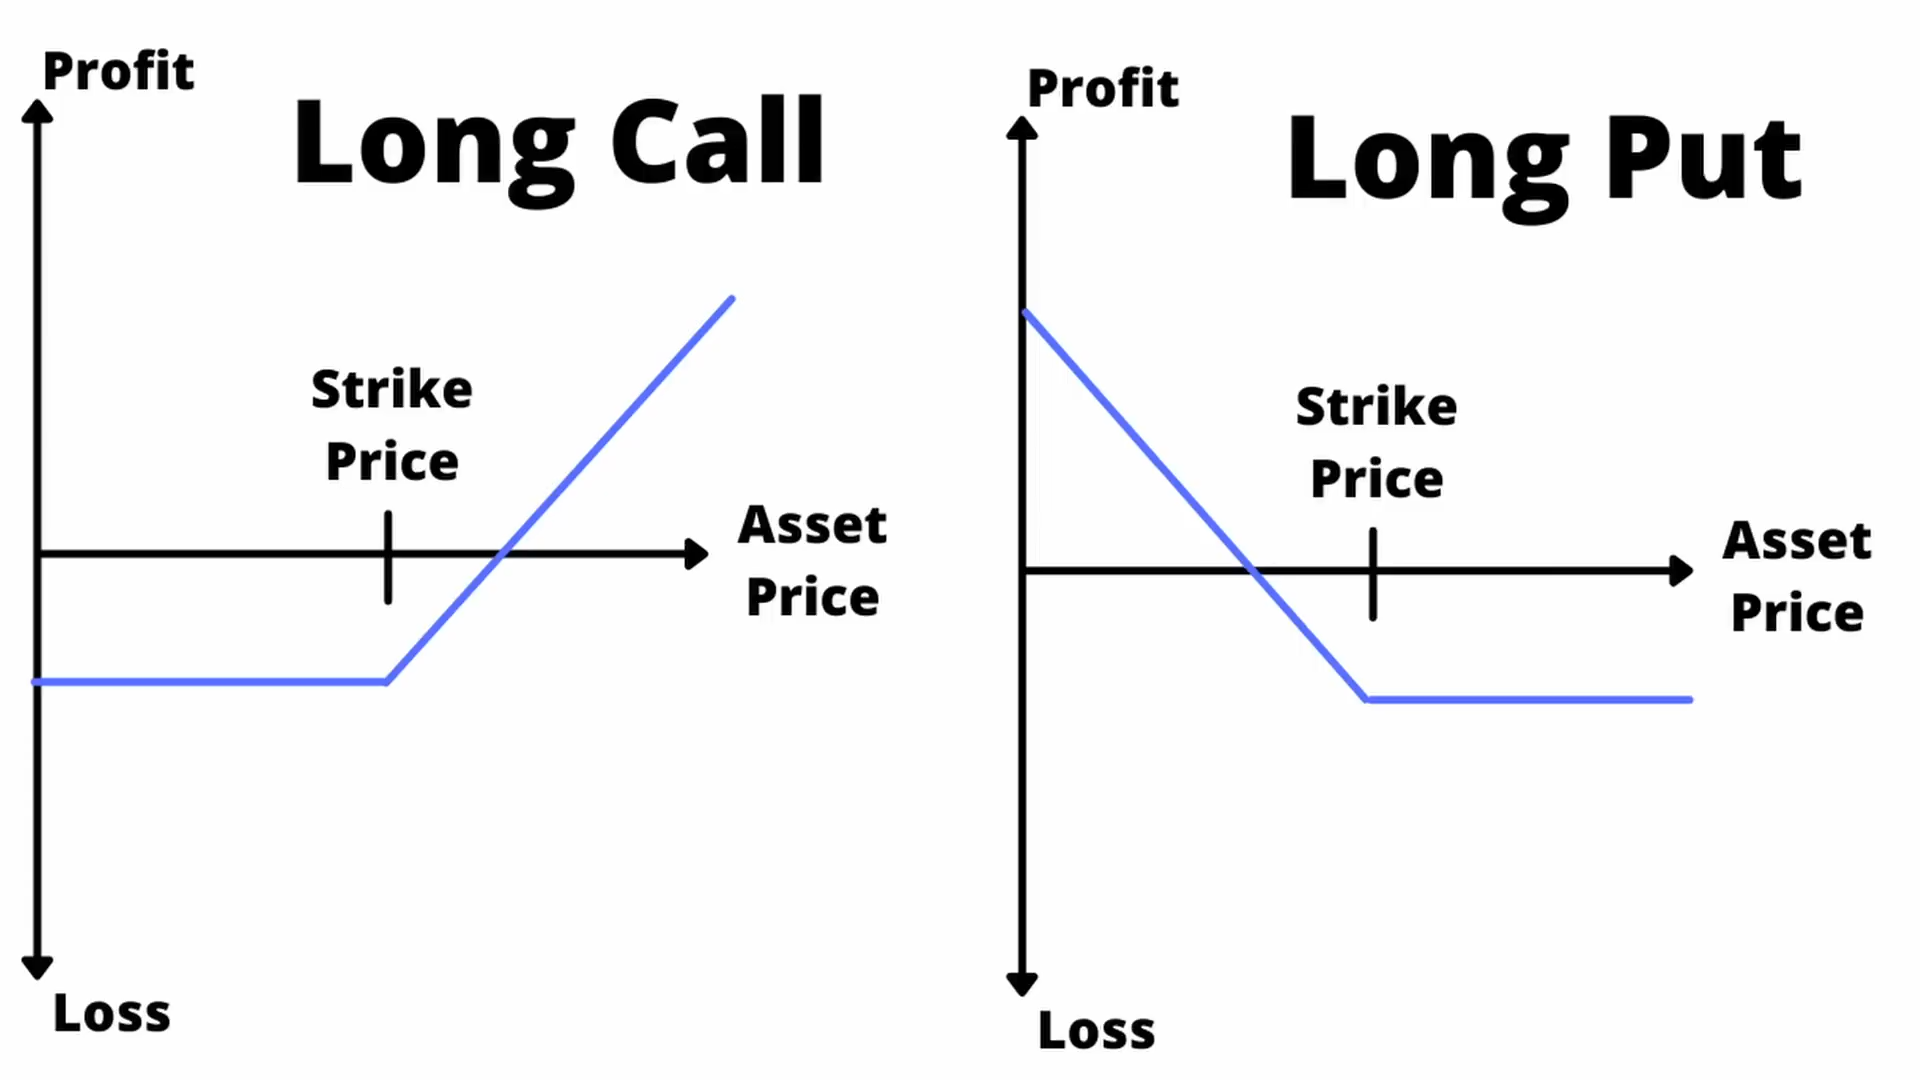 Profit
Long Call
Strike
Price
Asset
Price
Loss
Profit
Long Put
Strike
Price
Asset
Price
Loss